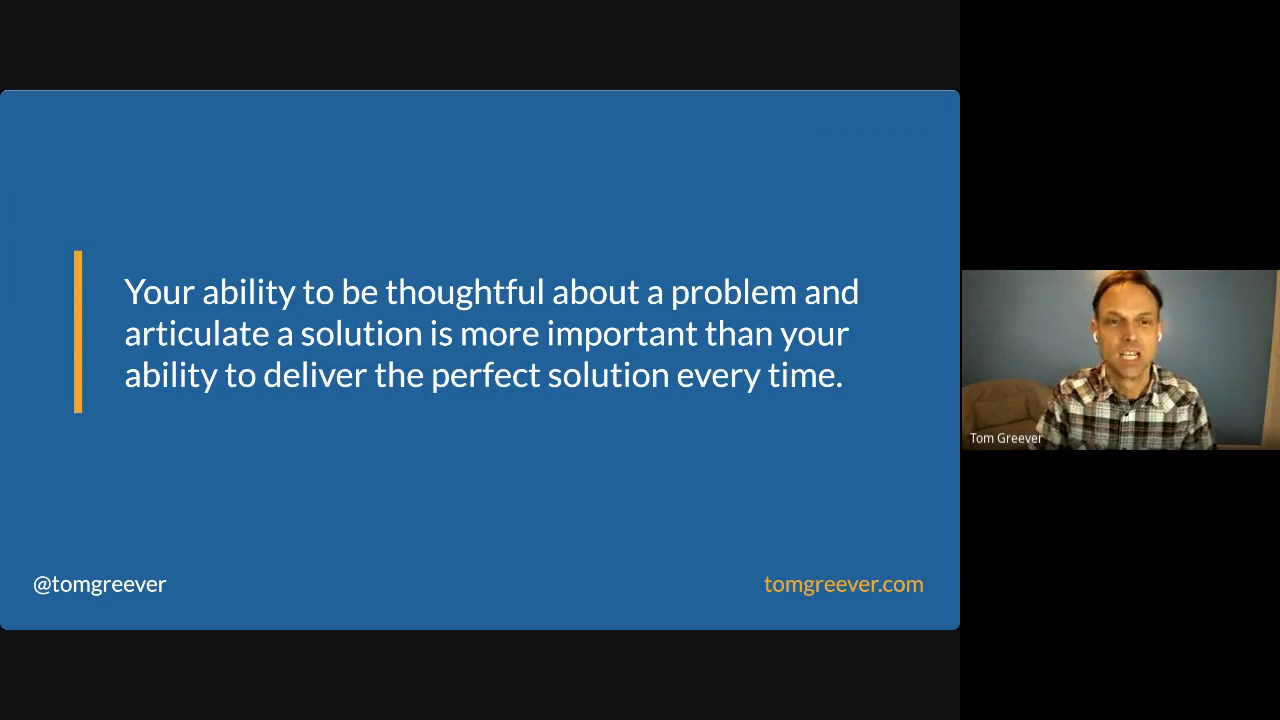 Your ability to be thoughtful about a problem and
articulate a solution is more important than your
ability to deliver the perfect solution every time.
Tom Greever
@tomgreever
tomgreever.com